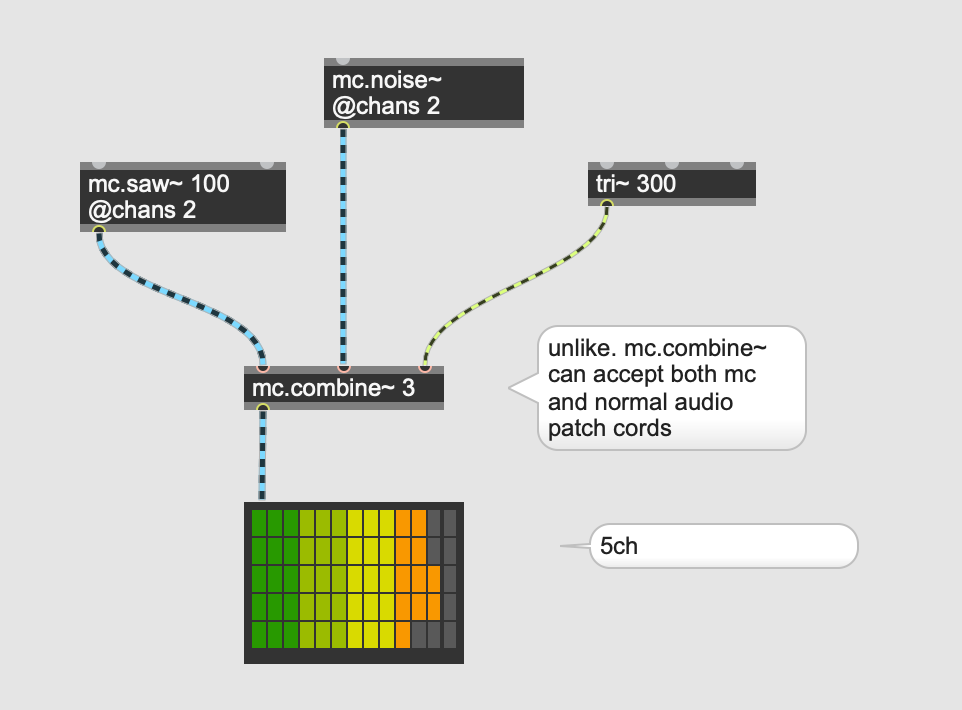 mc.noise~
@chans 2
mc.saw~ 100
@chans 2
tri~ 300
unlike. mc.combine~
can accept both mc
and normal audio
patch cords
mc.combine~ 3
5ch